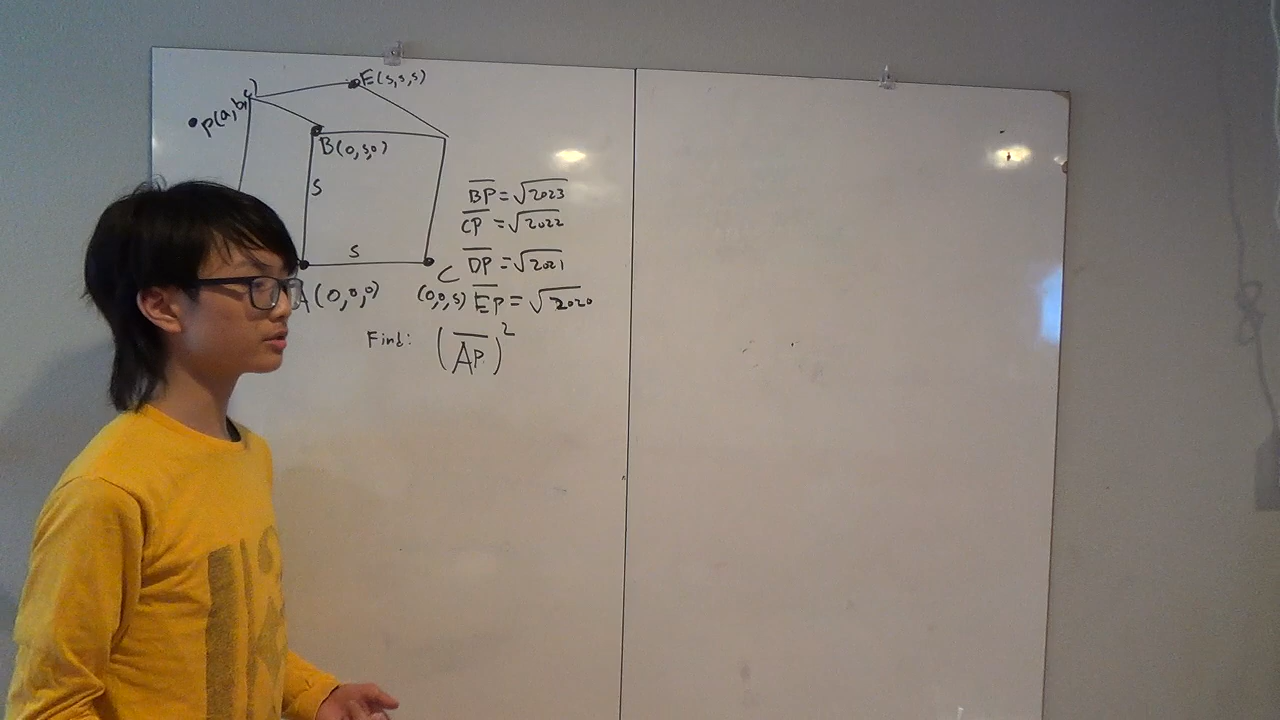 E(s,s,s)
P(a,b,c)
B(0,s,0)
s
s
A(0,0,0)
C
(0,0,s)
BP = √2023
CP = √2022
DP = √2021
EP = √2020
Find: (AP)²